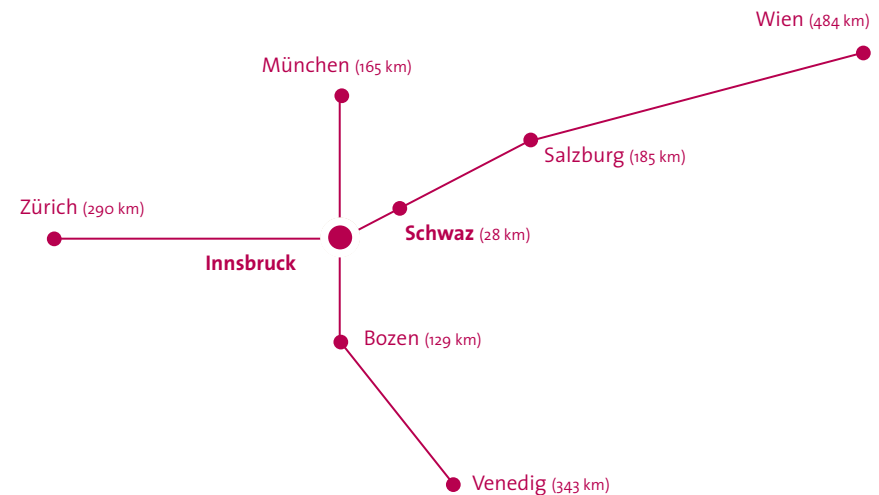 Wien (484 km)
München (165 km)
Salzburg (185 km)
Zürich (290 km)
Schwaz (28 km)
Innsbruck
Bozen (129 km)
Venedig (343 km)